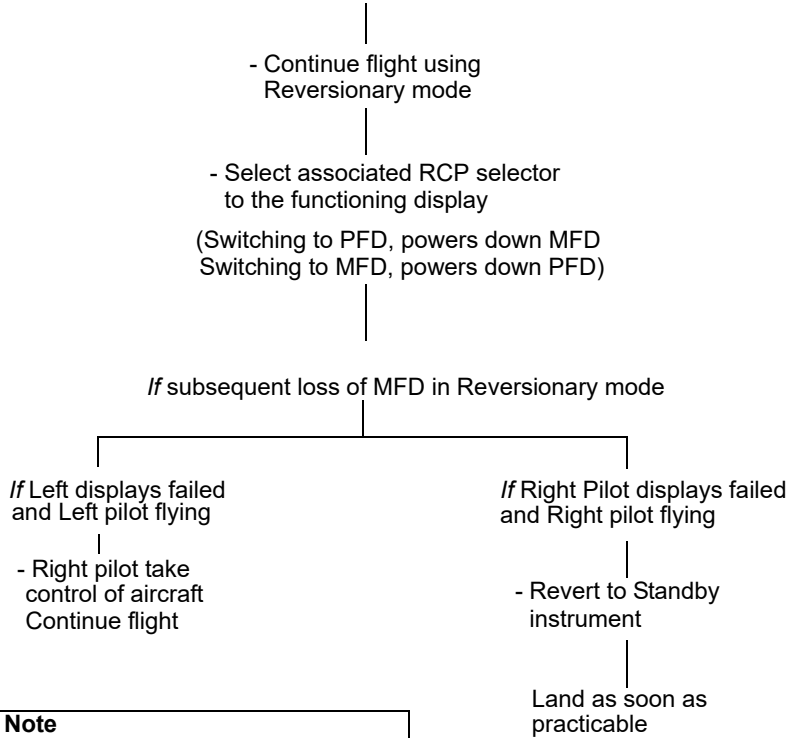 - Continue flight using
Reversionary mode
- Select associated RCP selector
to the functioning display
(Switching to PFD, powers down MFD
Switching to MFD, powers down PFD)
If subsequent loss of MFD in Reversionary mode
If Left displays failed
and Left pilot flying
- Right pilot take
control of aircraft
Continue flight
If Right Pilot displays failed
and Right pilot flying
- Revert to Standby
instrument
Land as soon as
practicable
Note